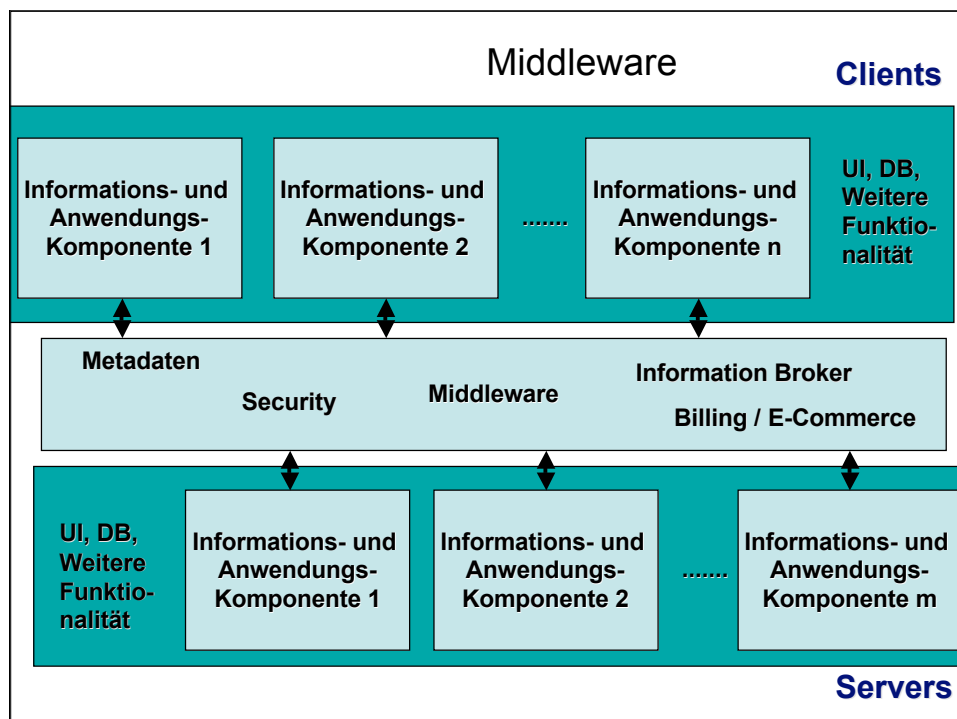 Middleware
Clients
Informations- und
Anwendungs-
Komponente 1
Informations- und
Anwendungs-
Komponente 2
.......
Informations- und
Anwendungs-
Komponente n
UI, DB,
Weitere
Funktio-
nalität
Metadaten
Security
Middleware
Information Broker
Billing / E-Commerce
UI, DB,
Weitere
Funktio-
nalität
Informations- und
Anwendungs-
Komponente 1
Informations- und
Anwendungs-
Komponente 2
.......
Informations- und
Anwendungs-
Komponente m
Servers